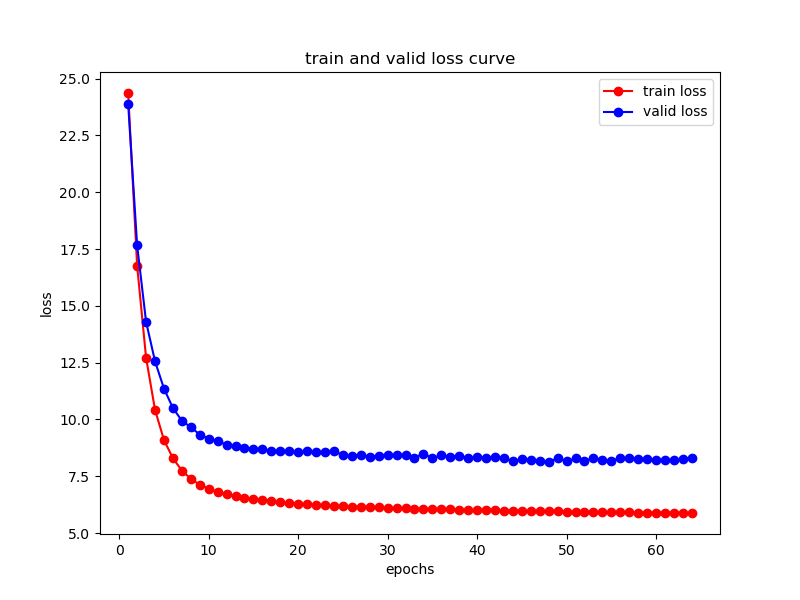 train and valid loss curve
train loss
valid loss
25.0
22.5
20.0
17.5
15.0
12.5
10.0
7.5
5.0
loss
0 10 20 30 40 50 60
epochs